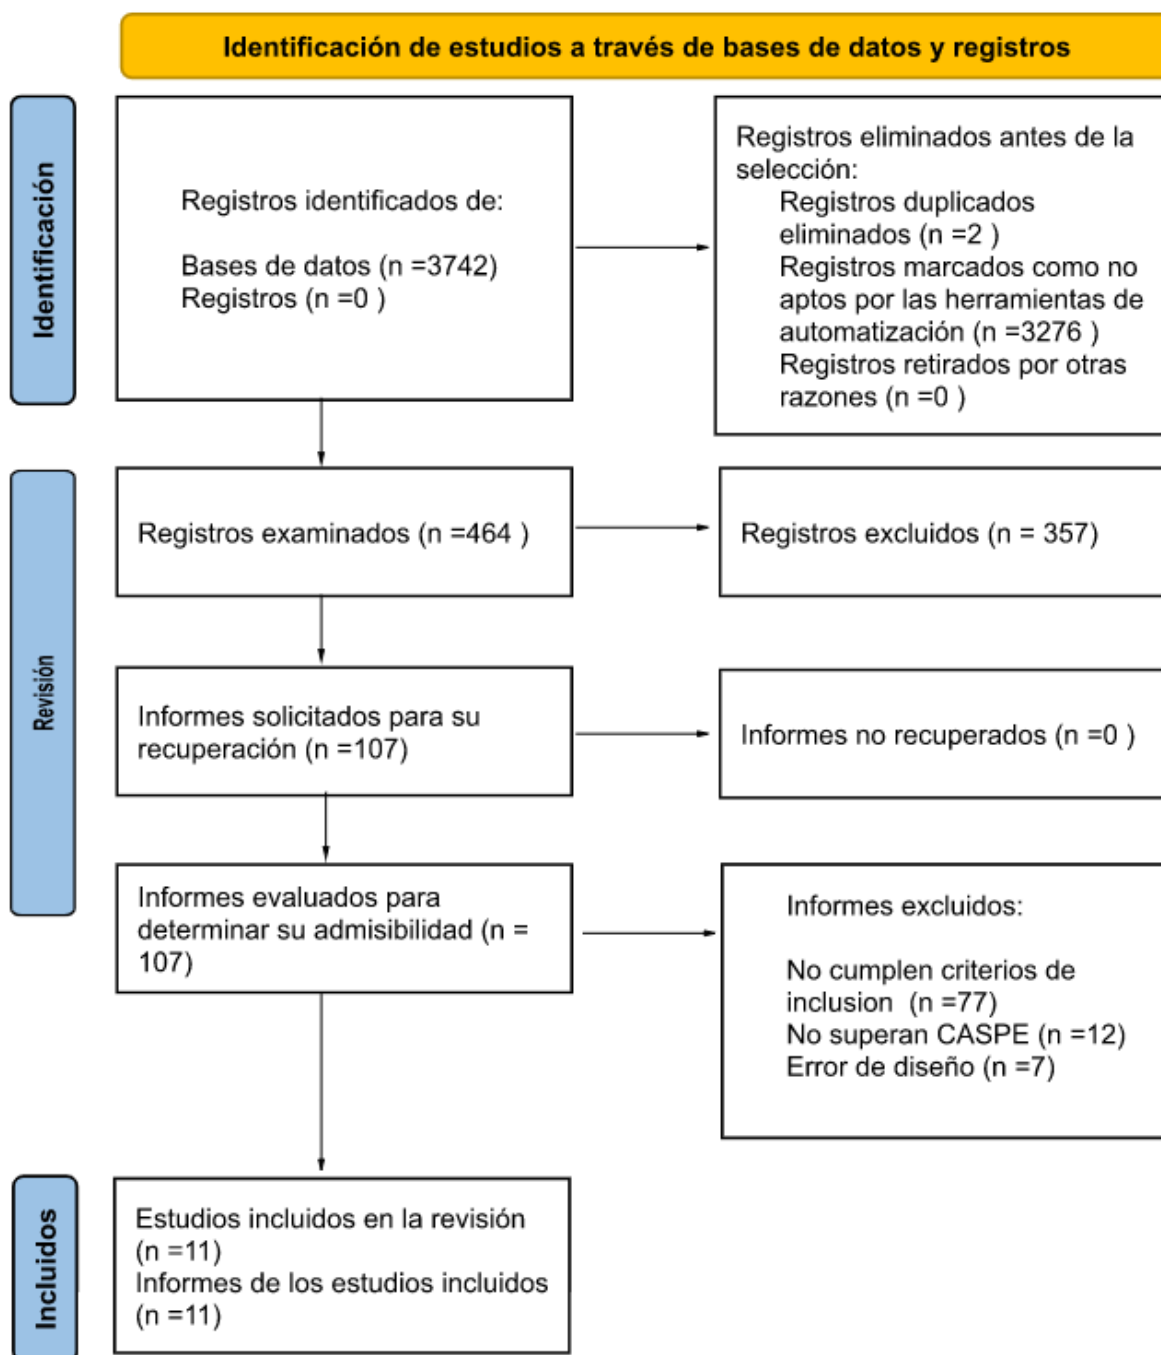 Identificación de estudios a través de bases de datos y registros
Identificación
Registros identificados de:
Bases de datos (n =3742)
Registros (n =0 )
Registros eliminados antes de la
selección:
Registros duplicados
eliminados (n =2 )
Registros marcados como no
aptos por las herramientas de
automatización (n =3276 )
Registros retirados por otras
razones (n =0 )
Revisión
Registros examinados (n =464 )
Registros excluidos (n = 357)
Informes solicitados para su
recuperación (n =107)
Informes no recuperados (n =0 )
Informes evaluados para
determinar su admisibilidad (n =
107)
Informes excluidos:
No cumplen criterios de
inclusion  (n =77)
No superan CASPE (n =12)
Error de diseño (n =7)
Incluidos
Estudios incluidos en la revisión
(n =11)
Informes de los estudios incluidos
(n =11)